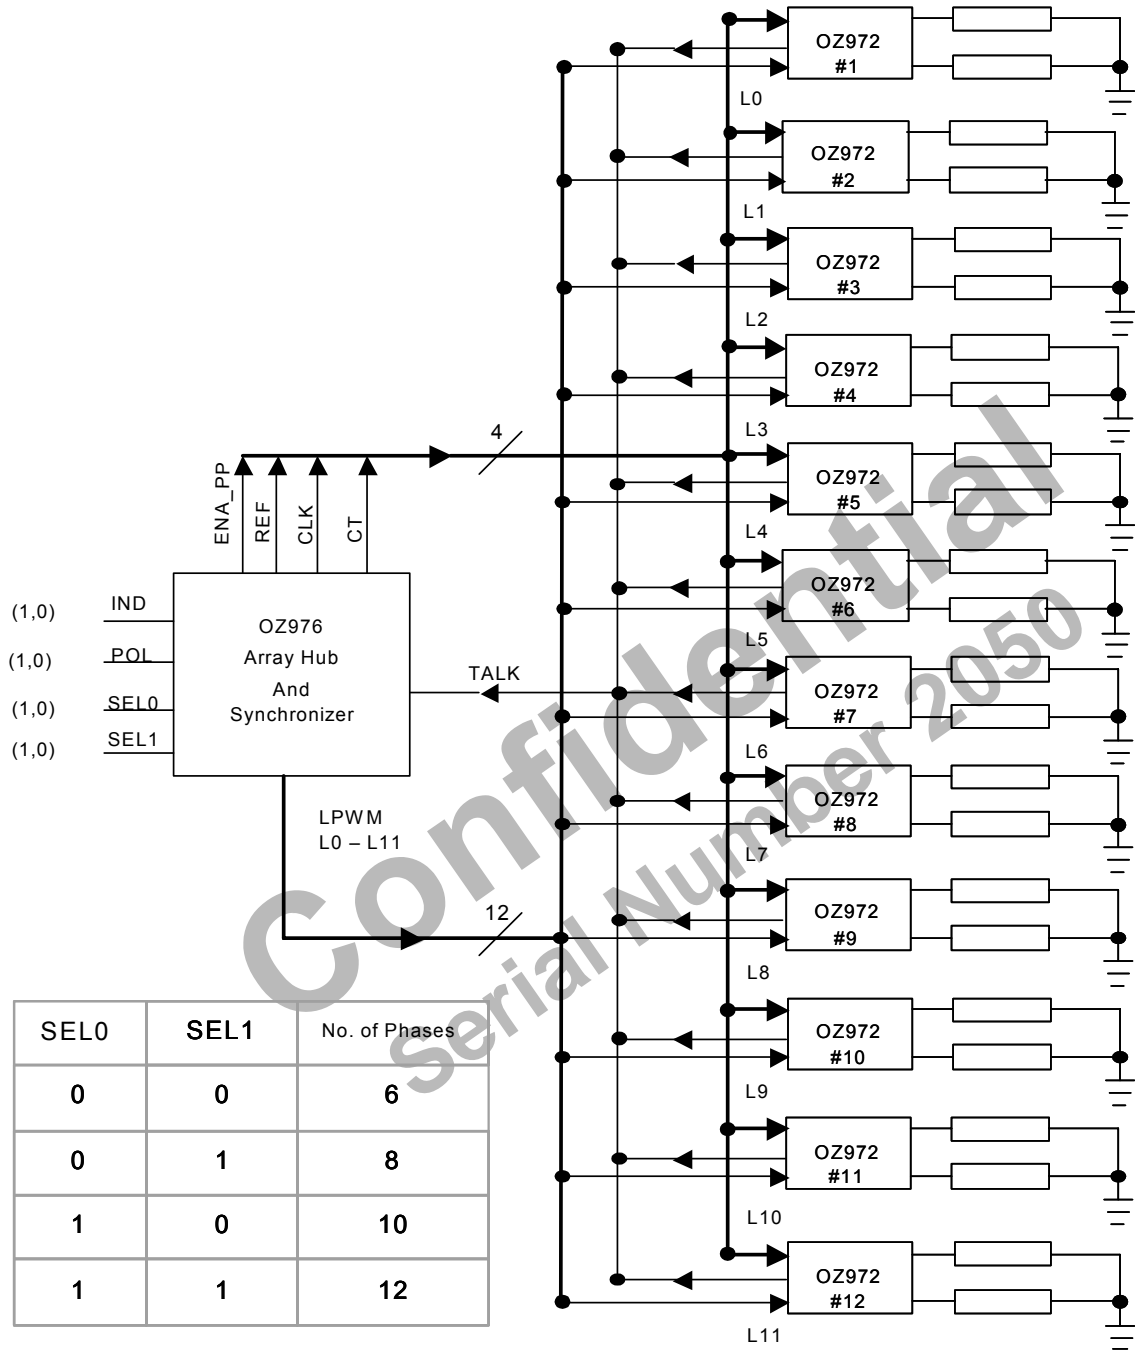 OZ972
#1
L0
OZ972
#2
L1
OZ972
#3
L2
OZ972
#4
L3
OZ972
#5
L4
OZ972
#6
L5
OZ972
#7
L6
OZ972
#8
L7
OZ972
#9
L8
OZ972
#10
L9
OZ972
#11
L10
OZ972
#12
L11
4
ENA_PP
REF
CLK
CT
(1,0) IND
(1,0) POL
(1,0) SEL0
(1,0) SEL1
OZ976
Array Hub
And
Synchronizer
TALK
LPWM
L0 – L11
12
SEL0 SEL1 No. of Phases
0 0 6
0 1 8
1 0 10
1 1 12
Confidential
Serial Number 2050